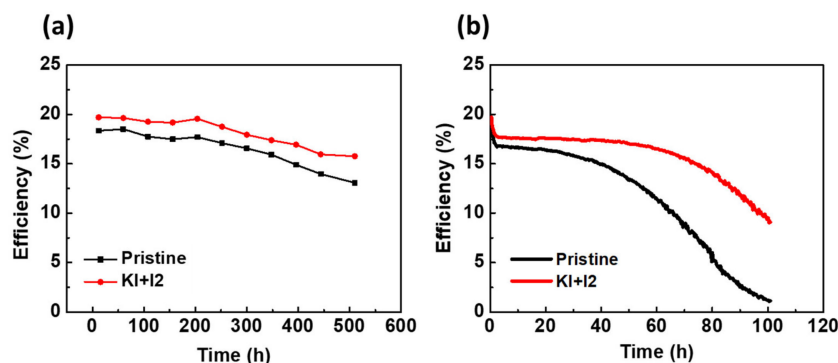 (a)
25
20
15
10
5
0
Efficiency (%)
Pristine
KI+I2
0 100 200 300 400 500 600
Time (h)
(b)
25
20
15
10
5
0
Efficiency (%)
Pristine
KI+I2
0 20 40 60 80 100 120
Time (h)